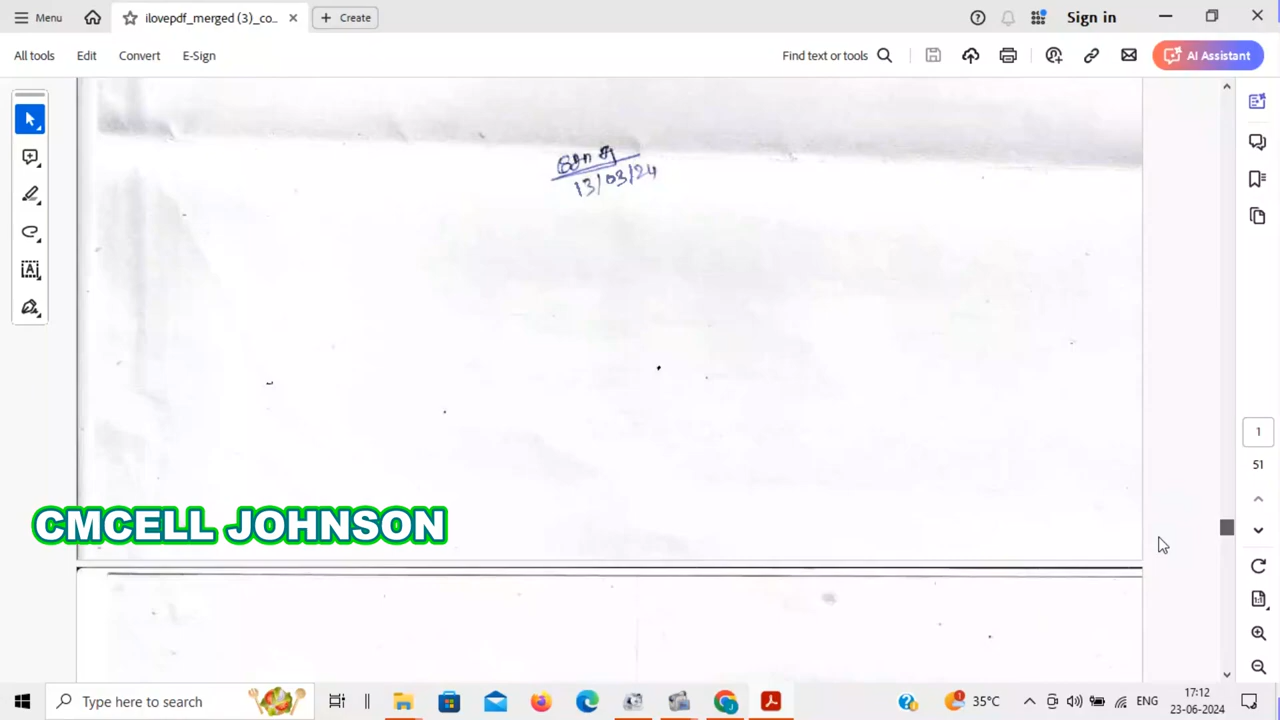 Menu
ilovepdf_merged (3)_co...
Create
Sign in
All tools
Edit
Convert
E-Sign
Find text or tools
AI Assistant
13/03/24
1
51
CMCELL JOHNSON
Type here to search
35°C
ENG
17:12
23-06-2024